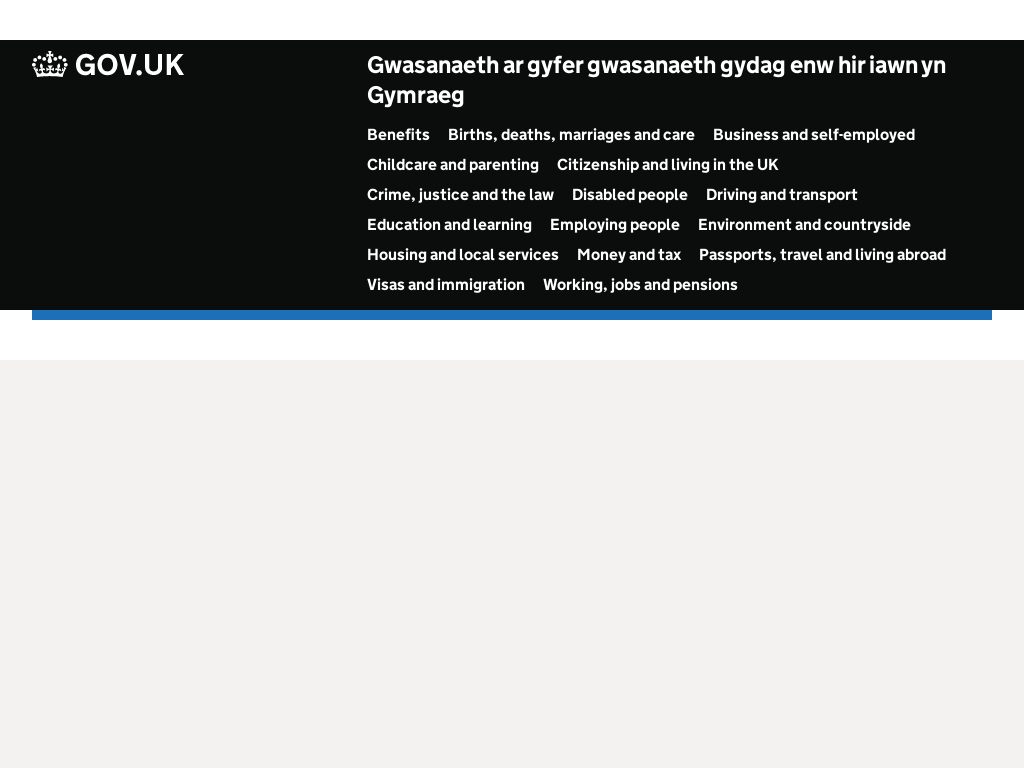 GOV.UK
Gwasanaeth ar gyfer gwasanaeth gydag enw hir iawn yn
Gymraeg
Benefits Births, deaths, marriages and care Business and self-employed
Childcare and parenting Citizenship and living in the UK
Crime, justice and the law Disabled people Driving and transport
Education and learning Employing people Environment and countryside
Housing and local services Money and tax Passports, travel and living abroad
Visas and immigration Working, jobs and pensions